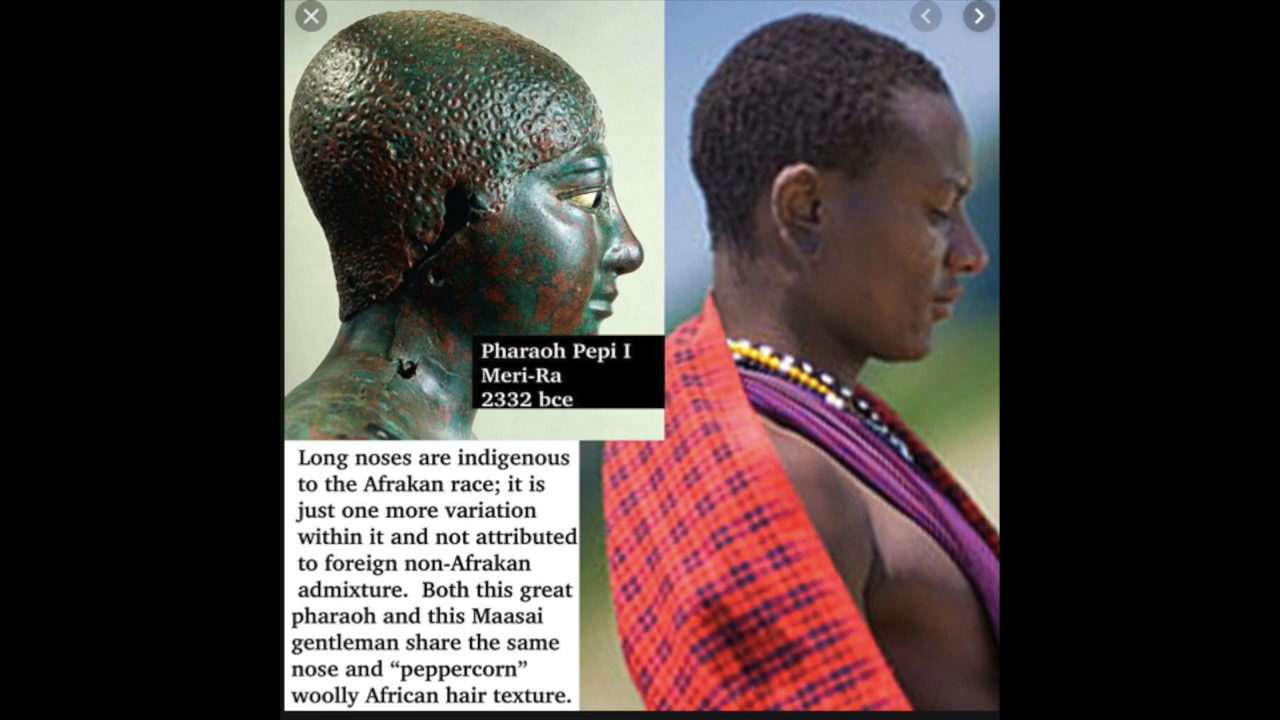 Pharaoh Pepi I
Meri-Ra
2332 bce
Long noses are indigenous
to the Afrakan race; it is
just one more variation
within it and not attributed
to foreign non-Afrakan
admixture. Both this great
pharaoh and this Maasai
gentleman share the same
nose and “peppercorn”
woolly African hair texture.